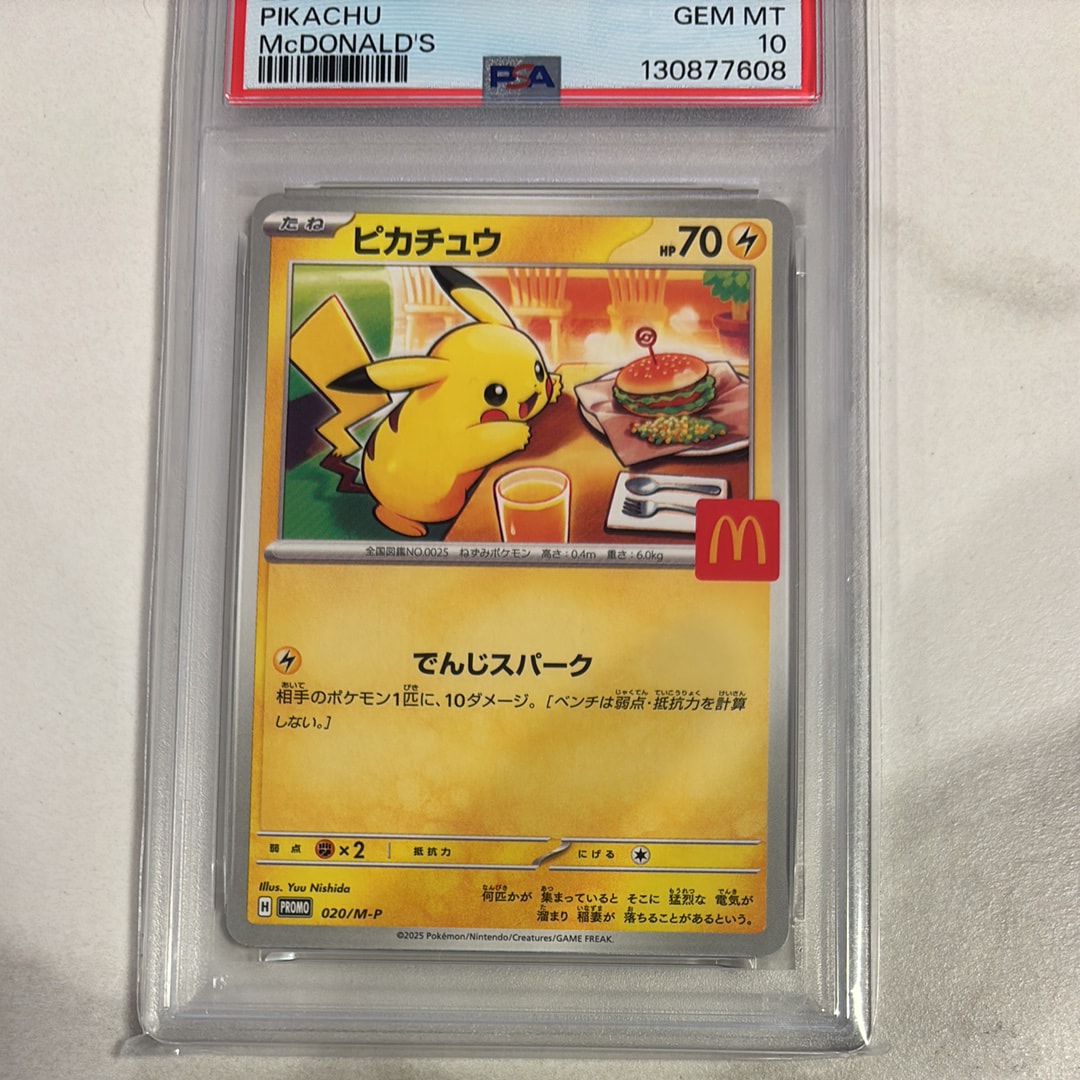 PIKACHU GEM MT
McDONALD'S 10
PSA 130877608
たね ピカチュウ HP70
全国図鑑NO.0025 ねずみポケモン 高さ:0.4m 重さ:6.0kg
M
でんじスパーク
相手のポケモン1匹に、10ダメージ。[ベンチは弱点・抵抗力を計算
しない。]
弱点 ×2 抵抗力 にげる
Illus. Yuu Nishida
何匹かが 集まっていると そこに 猛烈な 電気が
溜まり 稲妻が 落ちることがあるという。
H PROMO 020/M-P
©2025 Pokémon/Nintendo/Creatures/GAME FREAK.